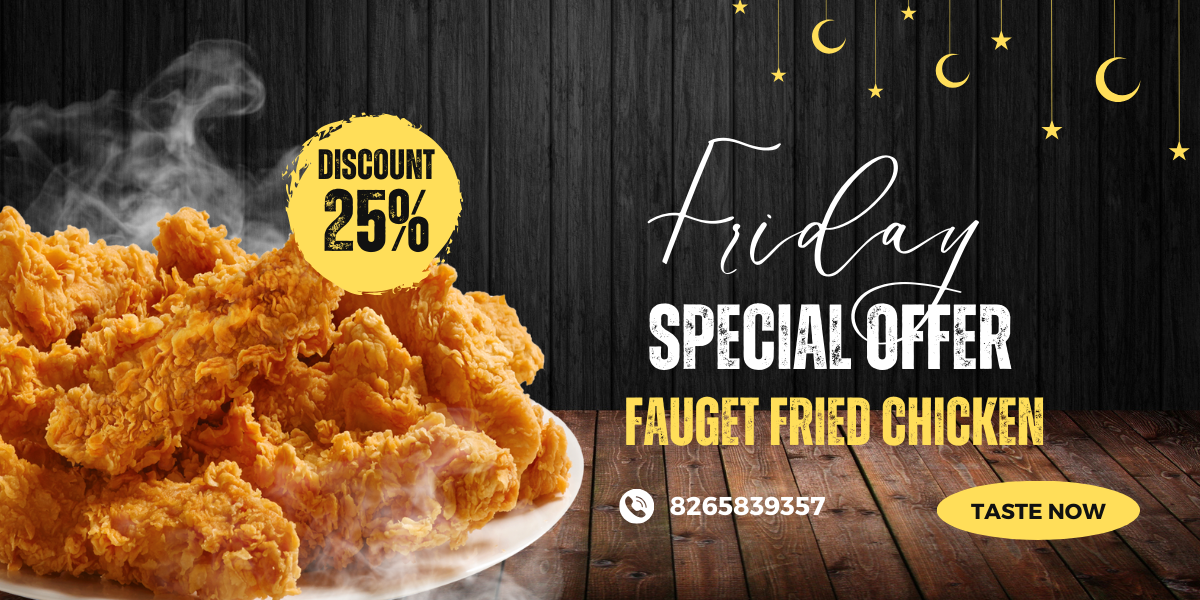 DISCOUNT
25%
Friday
SPECIAL OFFER
FAUGET FRIED CHICKEN
8265839357
TASTE NOW